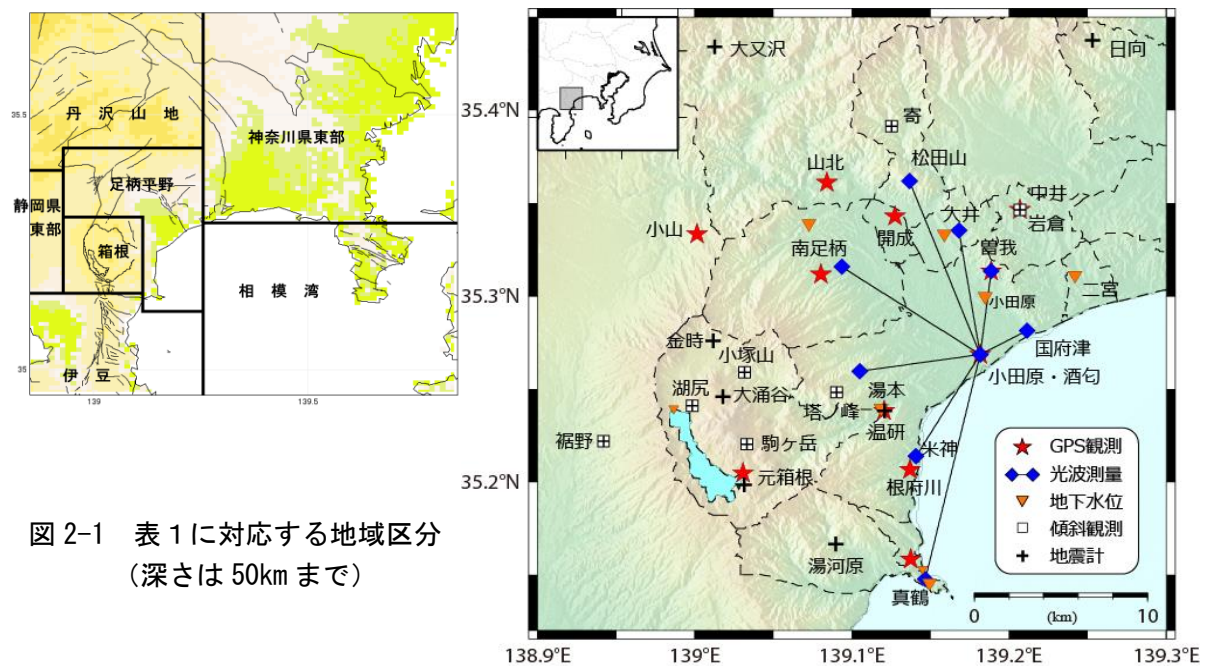 35.5
35
139
139.5
丹沢山地
神奈川県東部
足柄平野
静岡県
東部
箱根
相模湾
伊豆
図 2-1 表１に対応する地域区分
（深さは 50km まで）
35.4°N
35.3°N
35.2°N
138.9°E
139°E
139.1°E
139.2°E
139.3°E
大又沢
日向
寄
山北
松田山
中井
岩倉
小山
開成
大井
南足柄
曽我
二宮
小田原
国府津
小田原・酒匂
金時
小塚山
湖尻
大涌谷
湯本
塔ノ峰
温研
裾野
駒ヶ岳
米神
元箱根
根府川
湯河原
真鶴
GPS観測
光波測量
地下水位
傾斜観測
地震計
0
(km)
10